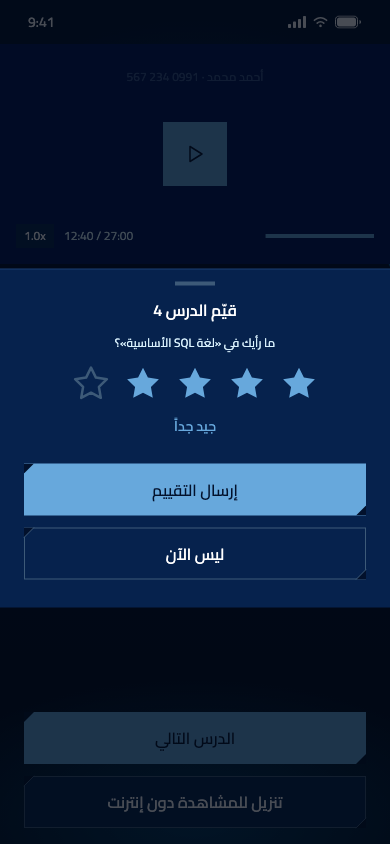 9:41
أحمد محمد · 0991 234 567
1.0x
12:40 / 27:00
قيّم الدرس 4
ما رأيك في «لغة SQL الأساسية»؟
جيد جداً
إرسال التقييم
ليس الآن
الدرس التالي
تنزيل للمشاهدة دون إنترنت